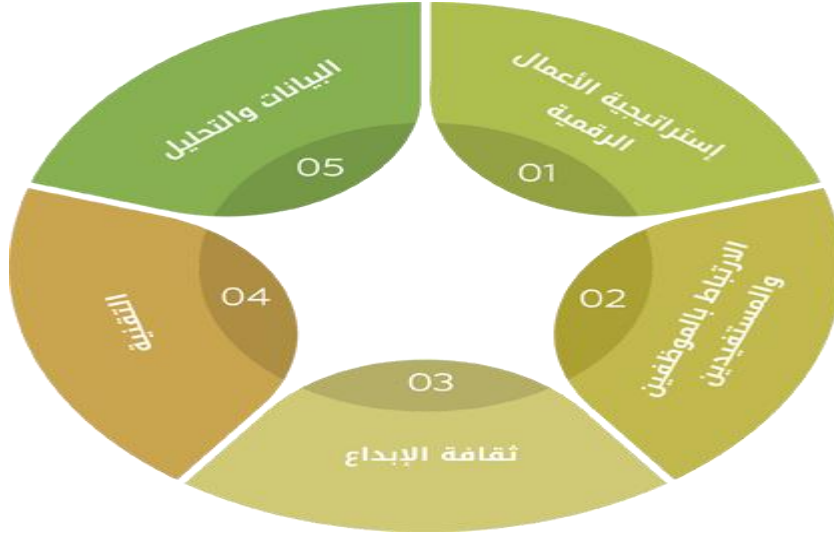 إستراتيجية الأعمال
الرقمية
01
الارتباط بالموظفين
والمستفيدين
02
03
ثقافة الإبداع
04
التقنية
البيانات والتحليل
05